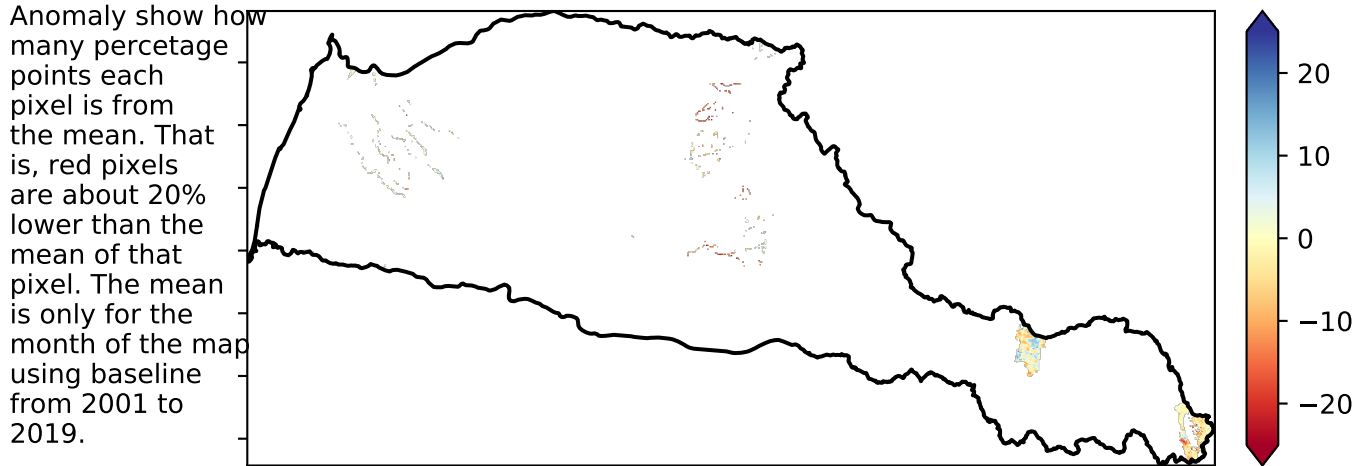 Anomaly show how
many percetage
points each
pixel is from
the mean. That
is, red pixels
are about 20%
lower than the
mean of that
pixel. The mean
is only for the
month of the map
using baseline
from 2001 to
2019.
20
10
0
−10
−20